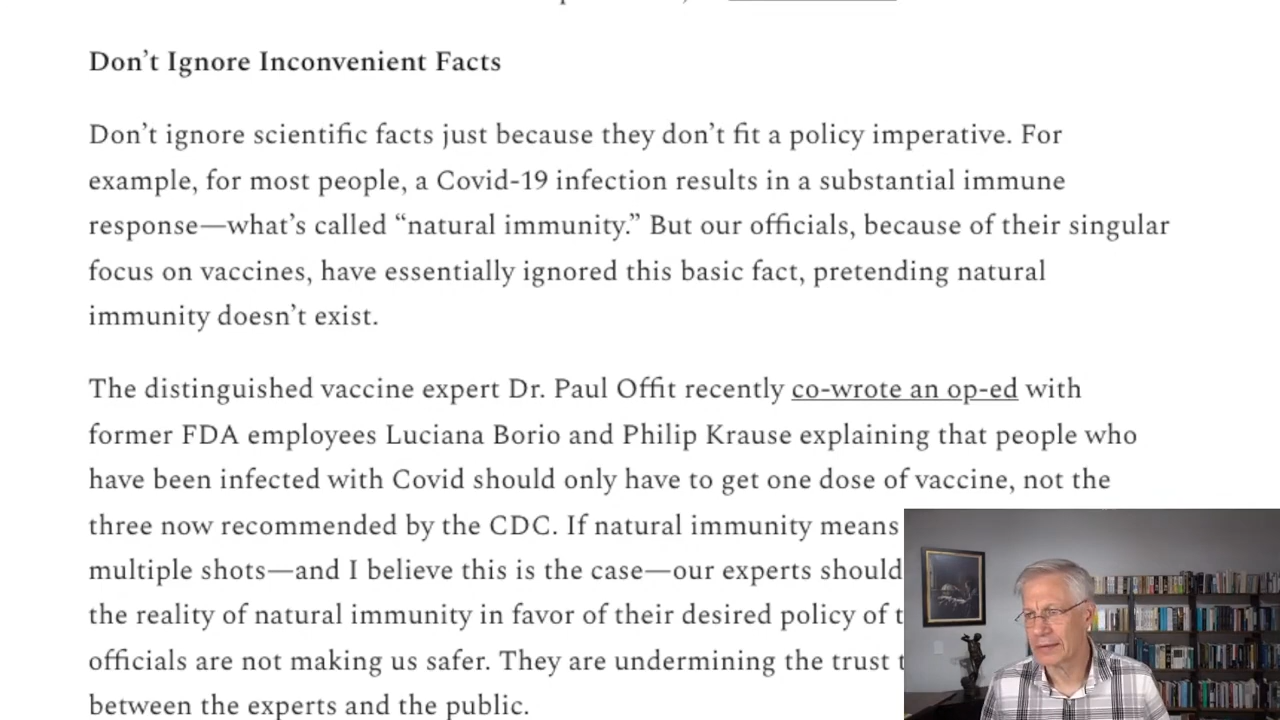 Don’t Ignore Inconvenient Facts
Don’t ignore scientific facts just because they don’t fit a policy imperative. For
example, for most people, a Covid-19 infection results in a substantial immune
response—what’s called “natural immunity.” But our officials, because of their singular
focus on vaccines, have essentially ignored this basic fact, pretending natural
immunity doesn’t exist.
The distinguished vaccine expert Dr. Paul Offit recently co-wrote an op-ed with
former FDA employees Luciana Borio and Philip Krause explaining that people who
have been infected with Covid should only have to get one dose of vaccine, not the
three now recommended by the CDC. If natural immunity means
multiple shots—and I believe this is the case—our experts should
the reality of natural immunity in favor of their desired policy of
officials are not making us safer. They are undermining the trust
between the experts and the public.